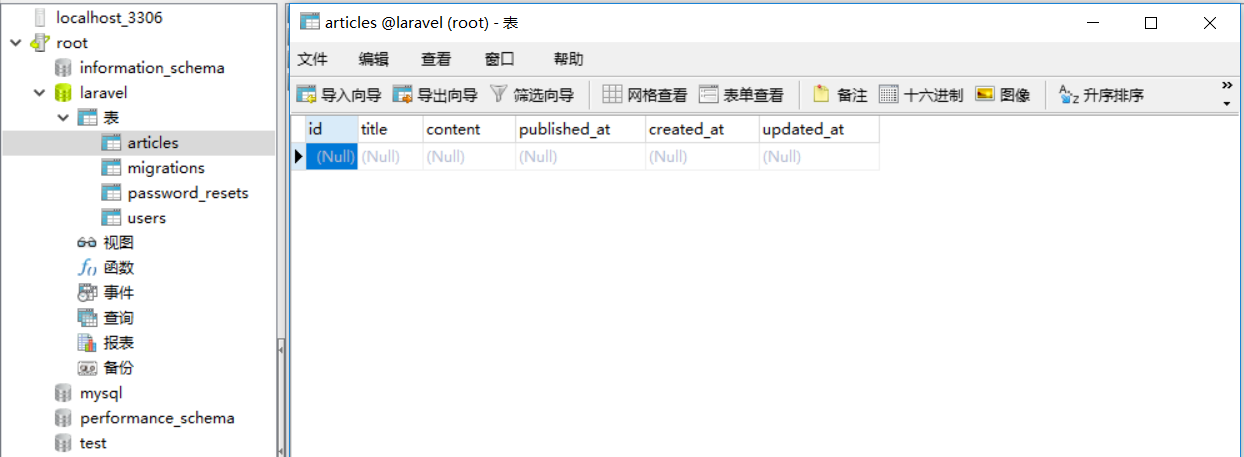 localhost_3306
root
information_schema
laravel
表
articles
migrations
password_resets
users
视图
函数
事件
查询
报表
备份
mysql
performance_schema
test
articles @laravel (root) - 表
文件 编辑 查看 窗口 帮助
导入向导 导出向导 筛选向导 网格查看 表单查看 备注 十六进制 图像 升序排序
id title content published_at created_at updated_at
(Null) (Null) (Null) (Null) (Null) (Null)